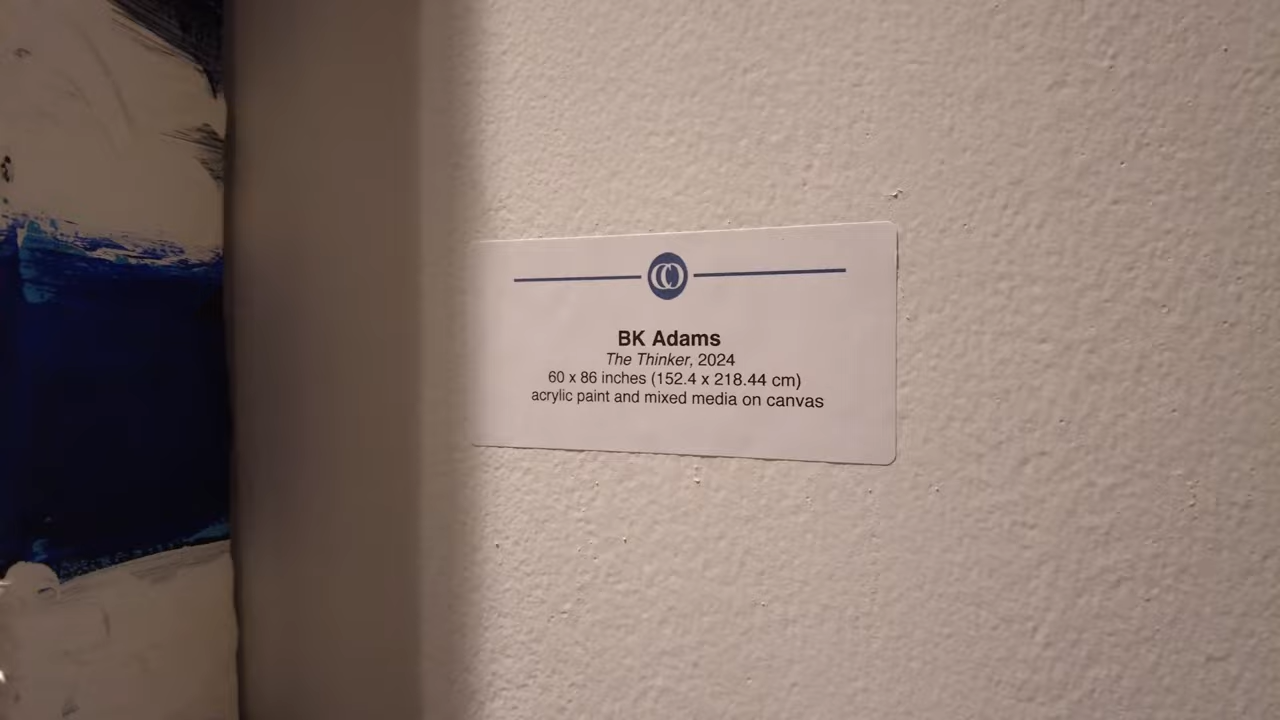 BK Adams
The Thinker, 2024
60 x 86 inches (152.4 x 218.44 cm)
acrylic paint and mixed media on canvas